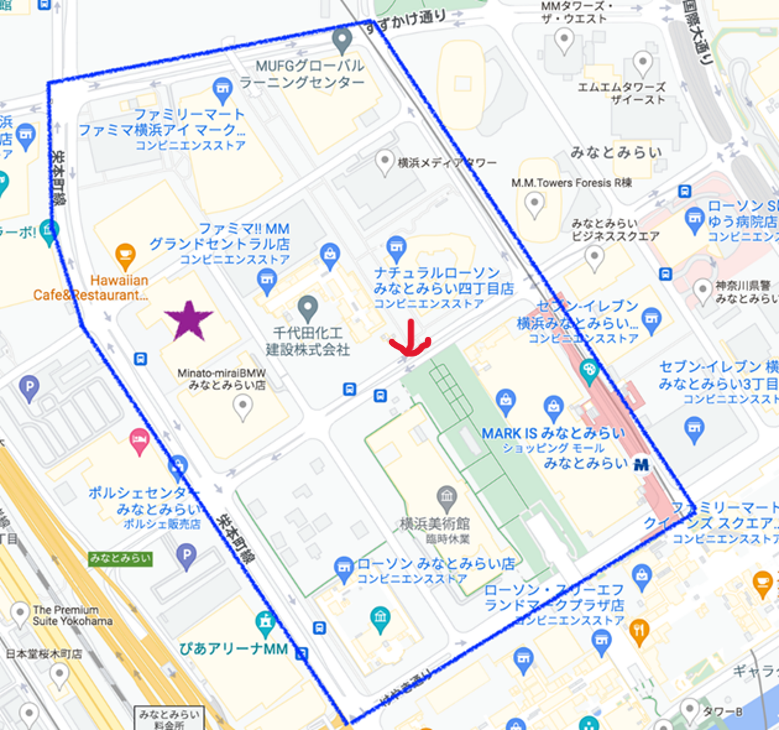 館
すずかけ通り
MMタワーズ・
ザ・ウエスト
国際大通り
MUFGグローバル
ラーニングセンター
エムエムタワーズ
ザイースト
ファミリーマート
ファミマ横浜アイ マーク...
コンビニエンスストア
浜
店
ア
栄本町線
横浜メディアタワー
みなとみらい
M.M.Towers Foresis R棟
ローソン S
ゆう病院店
コンビニエンス
ラーボ!
ファミマ!! MM
グランドセントラル店
コンビニエンスストア
みなとみらい
ビジネススクエア
Hawaiian
Cafe&Restaurant...
ナチュラルローソン
みなとみらい四丁目店
コンビニエンスストア
神奈川県警
みなとみらい
セブン-イレブン
横浜みなとみらい...
コンビニエンスストア
千代田化工
建設株式会社
Minato-miraiBMW
みなとみらい店
セブン-イレブン 横
みなとみらい3丁目
コンビニエンス
P
MARK IS みなとみらい
ショッピング モール
みなとみらい
M
ポルシェセンター
みなとみらい
ポルシェ販売店
横浜美術館
臨時休業
ファミリーマート
クイーンズ スクエア...
コンビニエンスストア
栄本町線
丁目
みなとみらい
P
ローソン みなとみらい店
コンビニエンスストア
ローソン・スリーエフ
ランドマークプラザ店
コンビニエンスストア
The Premium
Suite Yokohama
ぴあアリーナMM
日本堂桜木町店
けやき通り
ギャラ
みなとみらい
料金所
タワーB